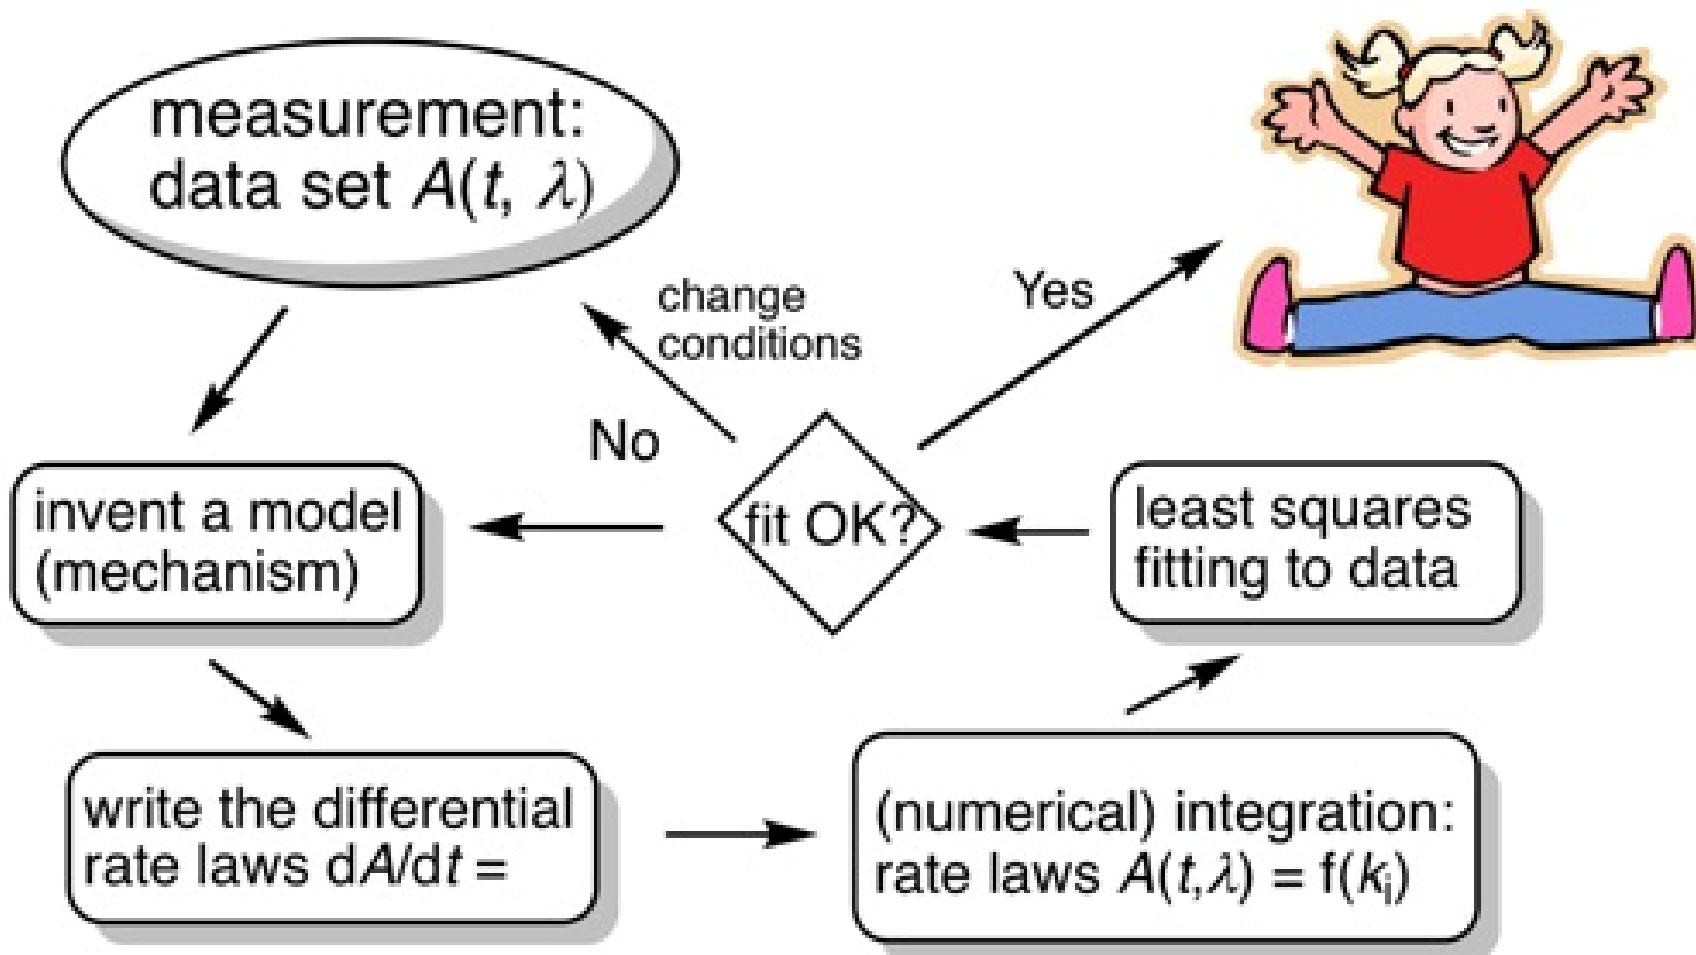 measurement:
data set A(t, λ)
change
conditions
Yes
No
fit OK?
invent a model
(mechanism)
least squares
fitting to data
write the differential
rate laws dA/dt =
(numerical) integration:
rate laws A(t,λ) = f(kᵢ)